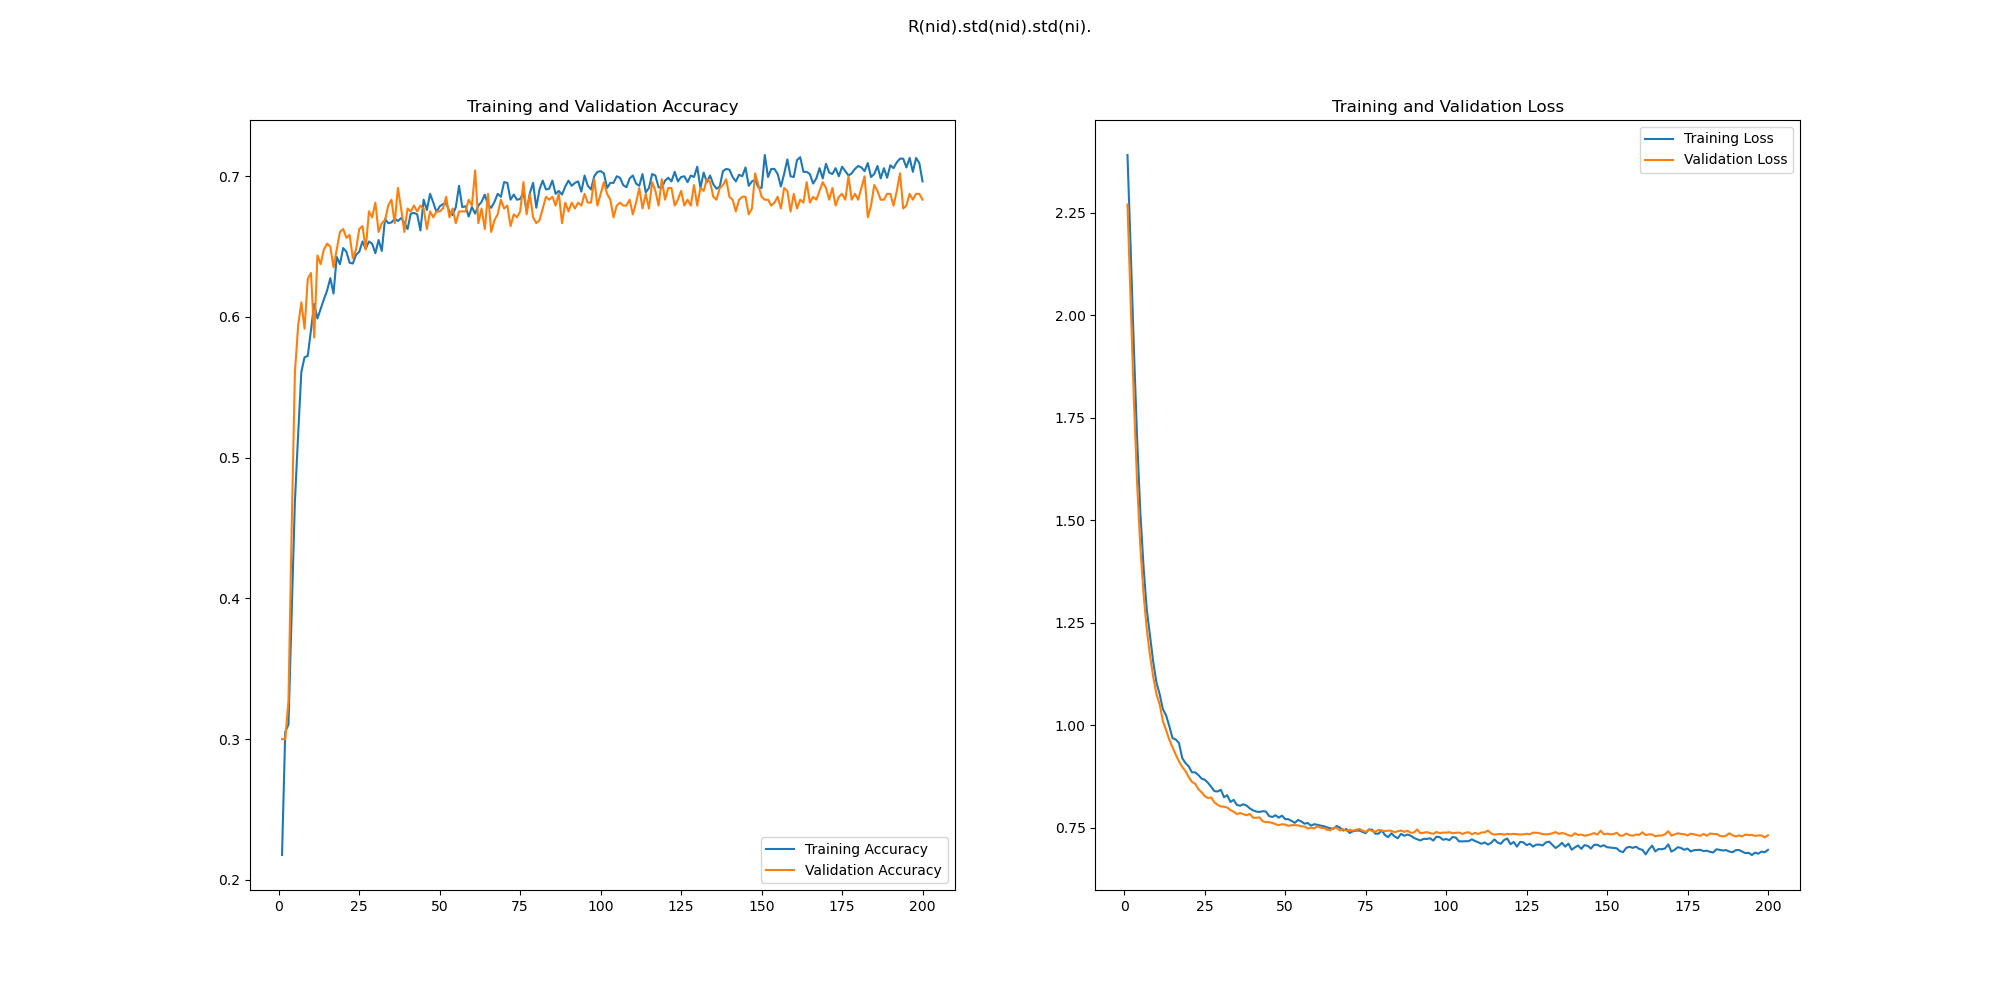 R(nid).std(nid).std(ni).
Training and Validation Accuracy
0.7
0.6
0.5
0.4
0.3
0.2
0 25 50 75 100 125 150 175 200
Training Accuracy
Validation Accuracy
Training and Validation Loss
2.25
2.00
1.75
1.50
1.25
1.00
0.75
0 25 50 75 100 125 150 175 200
Training Loss
Validation Loss